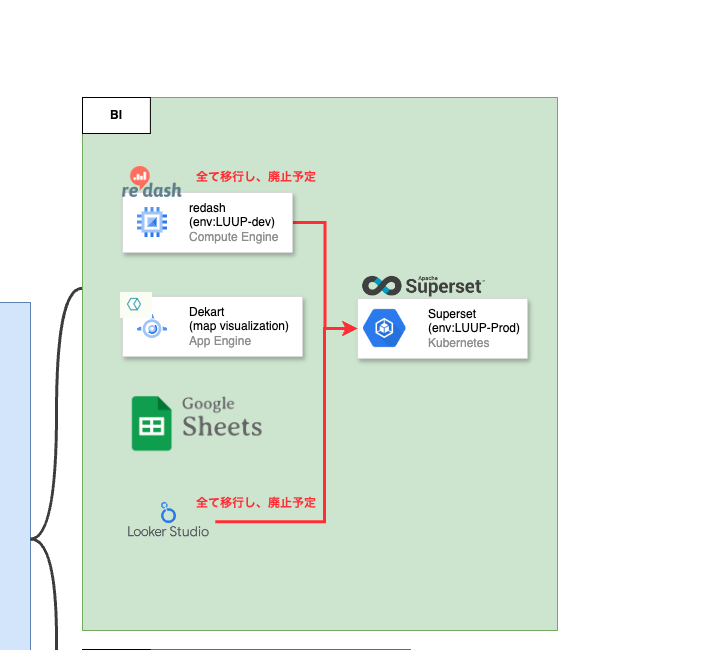 BI
re dash
全て移行し、廃止予定
redash
(env:LUUP-dev)
Compute Engine
Dekart
(map visualization)
App Engine
Apache
Superset
Superset
(env:LUUP-Prod)
Kubernetes
Google
Sheets
全て移行し、廃止予定
Looker Studio